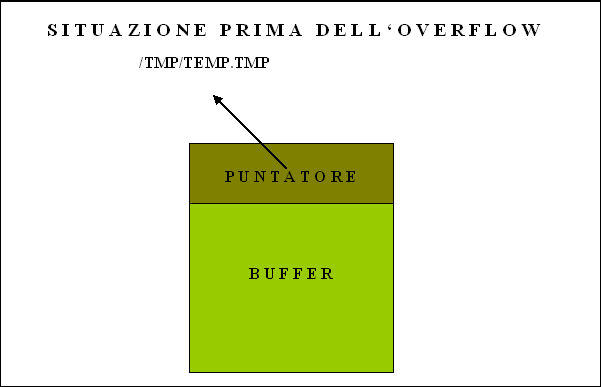 SITUAZIONE PRIMA DELL‘OVERFLOW
/TMP/TEMP.TMP
PUNTATORE
BUFFER